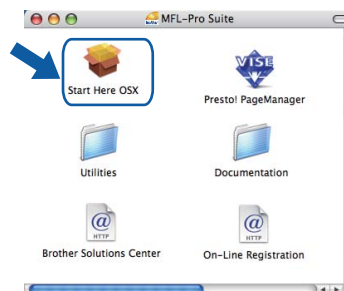 MFL-Pro Suite
Start Here OSX
VISE
Presto! PageManager
Utilities
Documentation
@
HTTP
@
HTTP
Brother Solutions Center
On-Line Registration